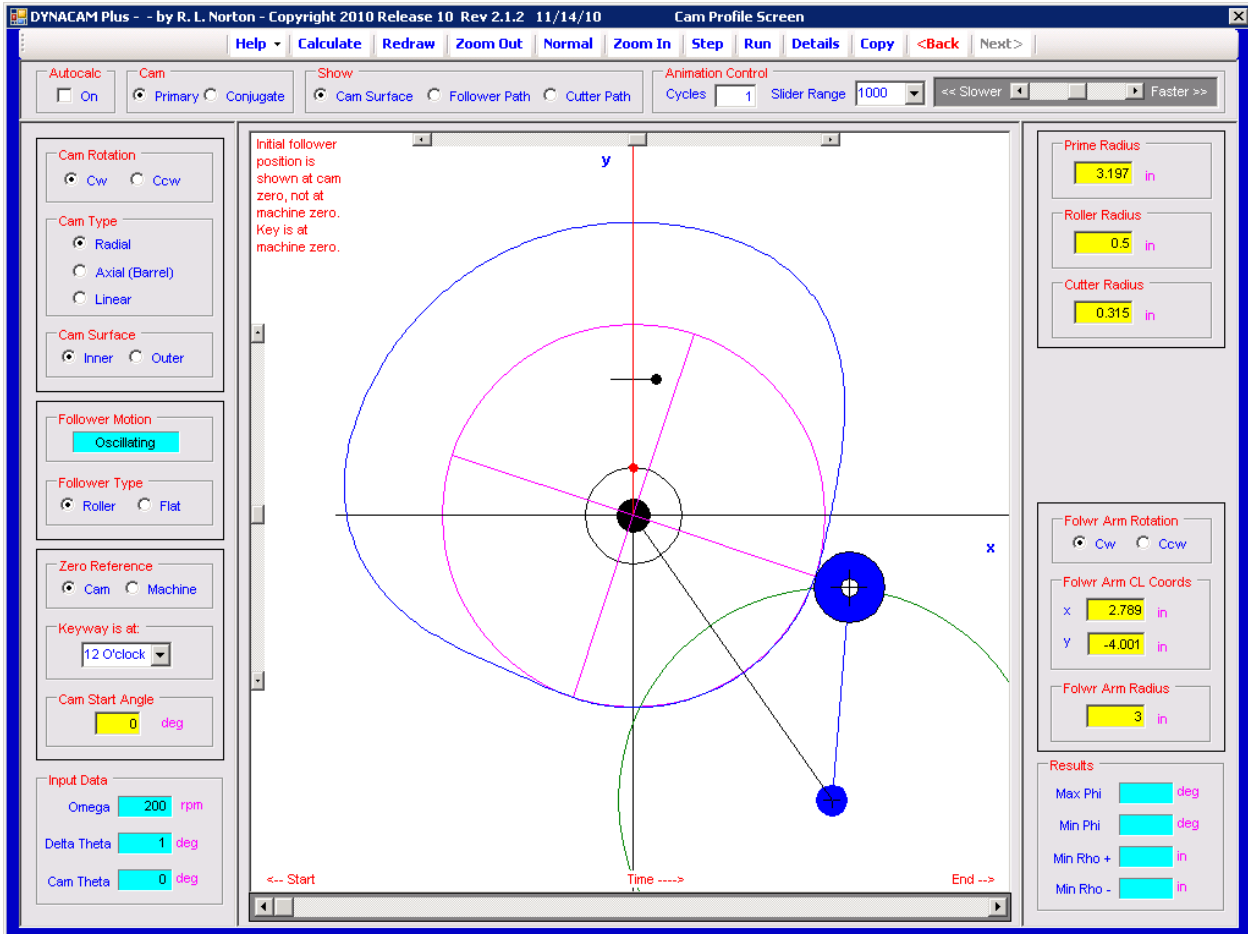 DYNACAM Plus - - by R. L. Norton - Copyright 2010 Release 10 Rev 2.1.2 11/14/10 Cam Profile Screen
Help Calculate Redraw Zoom Out Normal Zoom In Step Run Details Copy <Back Next>
Autocalc
On
Cam
Primary Conjugate
Show
Cam Surface Follower Path Cutter Path
Animation Control
Cycles 1 Slider Range 1000 << Slower Faster >>
Cam Rotation
Cw Ccw
Cam Type
Radial
Axial (Barrel)
Linear
Cam Surface
Inner Outer
Follower Motion
Oscillating
Follower Type
Roller Flat
Zero Reference
Cam Machine
Keyway is at:
12 O'clock
Cam Start Angle
0 deg
Input Data
Omega 200 rpm
Delta Theta 1 deg
Cam Theta 0 deg
Initial follower
position is
shown at cam
zero, not at
machine zero.
Key is at
machine zero.
y
x
<-- Start Time ----> End -->
Prime Radius
3.197 in
Roller Radius
0.5 in
Cutter Radius
0.315 in
Folwr Arm Rotation
Cw Ccw
Folwr Arm CL Coords
x 2.789 in
y -4.001 in
Folwr Arm Radius
3 in
Results
Max Phi deg
Min Phi deg
Min Rho + in
Min Rho - in